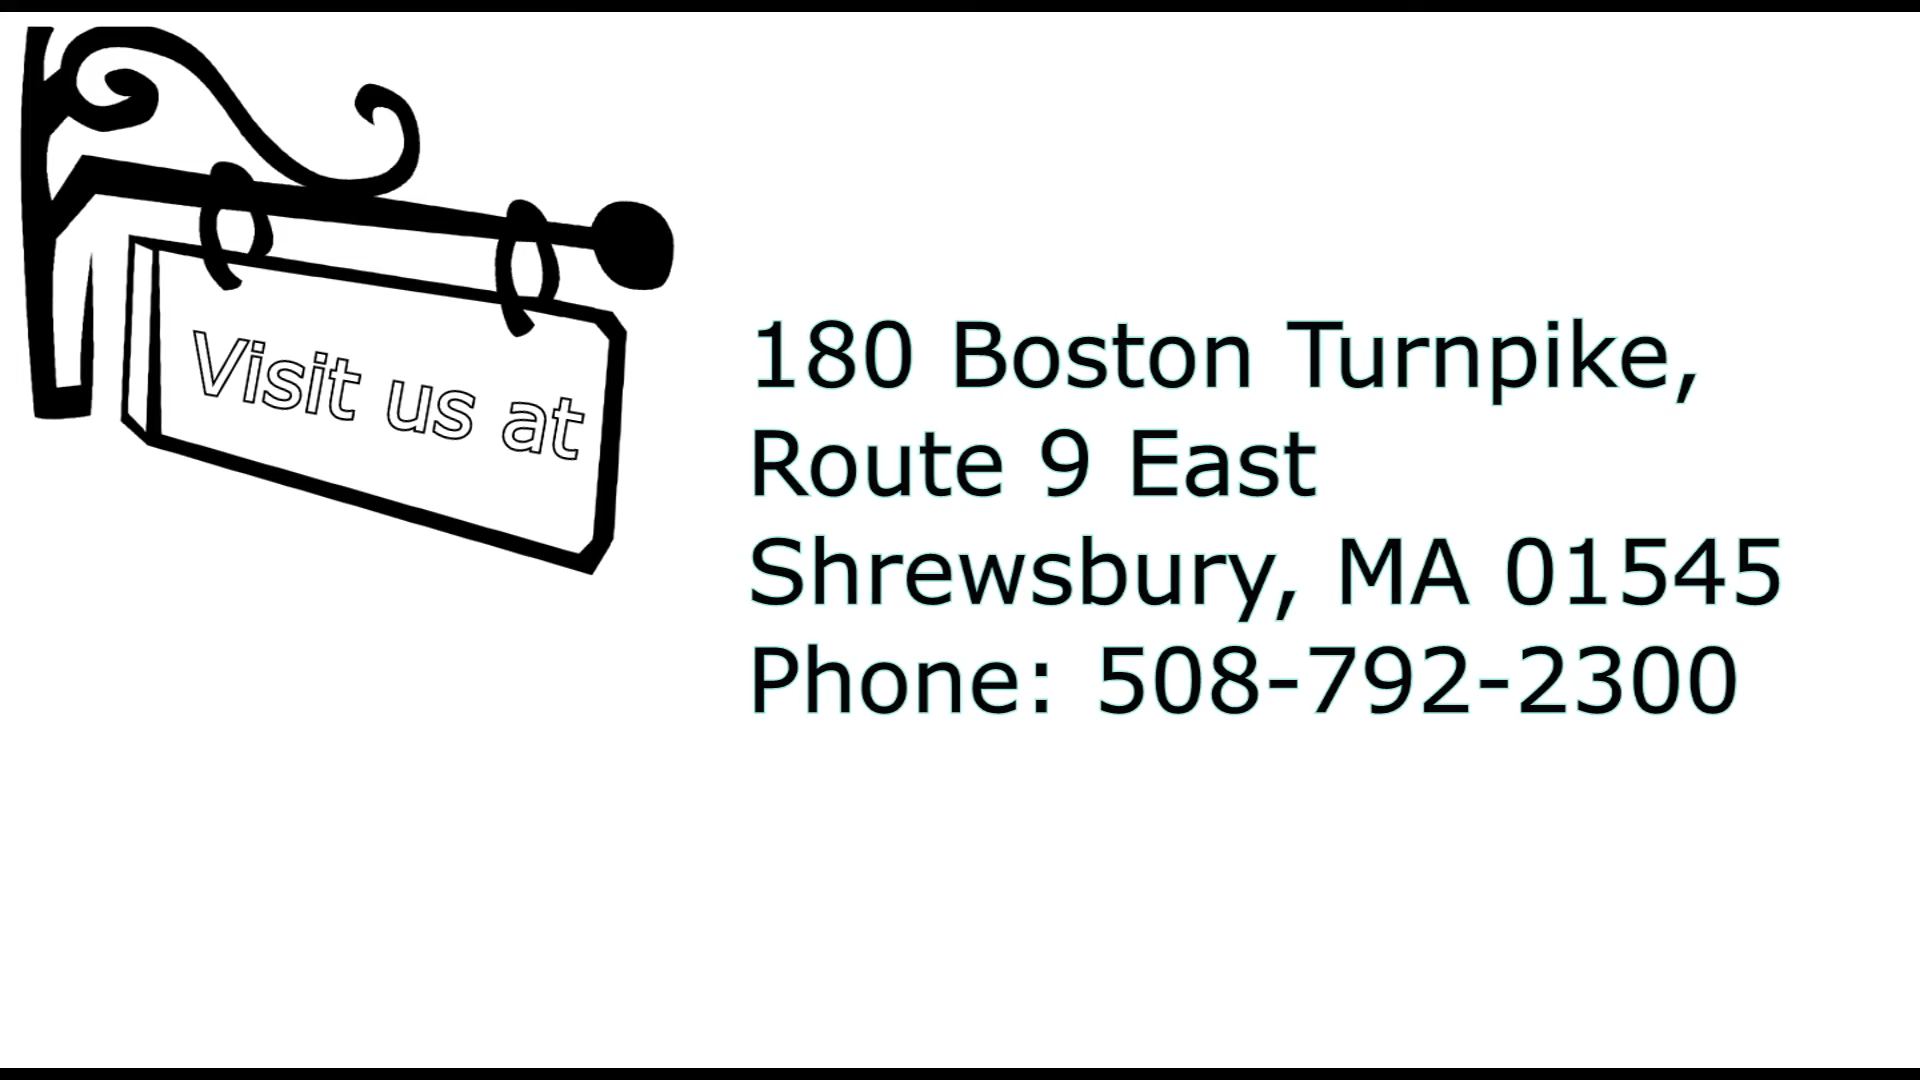 Visit us at
180 Boston Turnpike,
Route 9 East
Shrewsbury, MA 01545
Phone: 508-792-2300